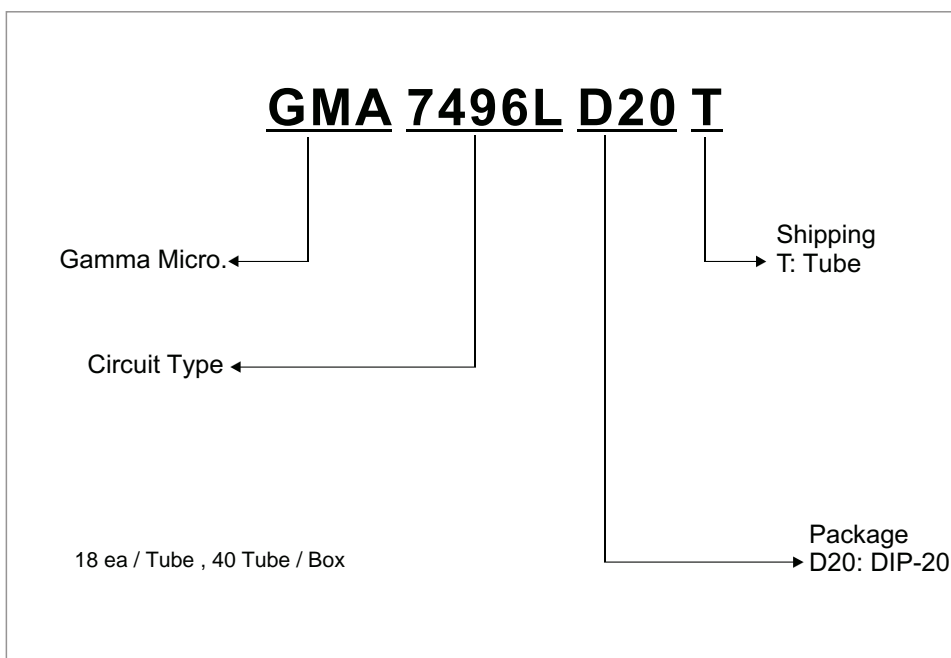 GMA 7496L D20 T
Shipping
T: Tube
Gamma Micro.
Circuit Type
Package
D20: DIP-20
18 ea / Tube , 40 Tube / Box